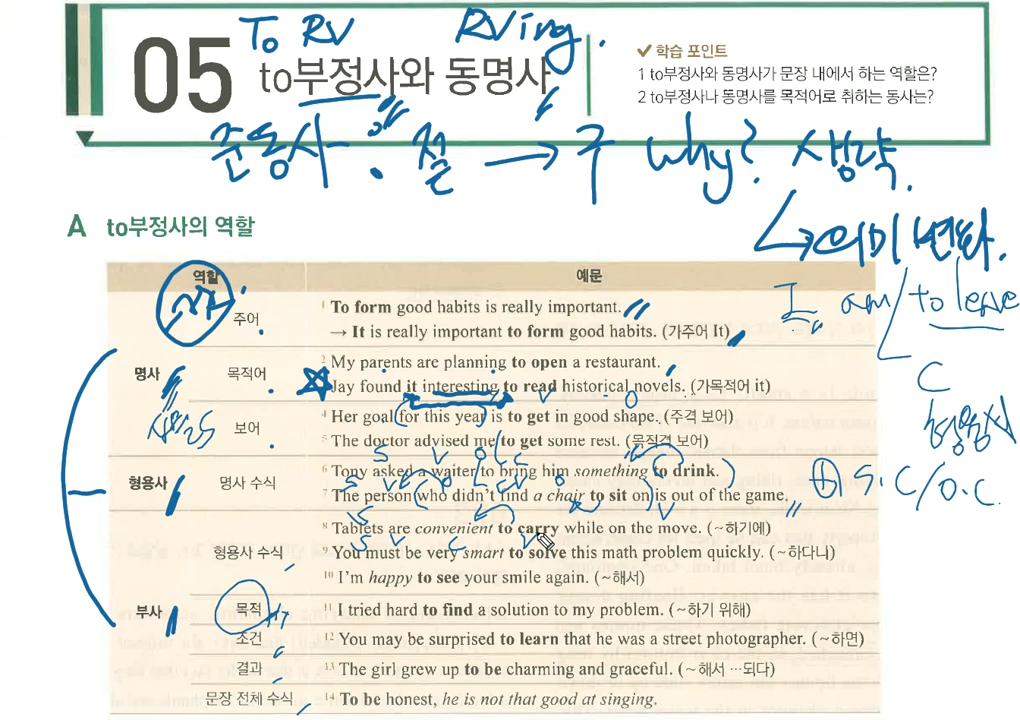 To RV RVing.
05 to부정사와 동명사
✔ 학습 포인트
1 to부정사와 동명사가 문장 내에서 하는 역할은?
2 to부정사나 동명사를 목적어로 취하는 동사는?
준동사 : 절 → 구 why? 생략.
↳ 의미 변화.
A to부정사의 역할
역할 예문
주어 1 To form good habits is really important.
→ It is really important to form good habits. (가주어 It)
I am / to leave
명사 목적어 2 My parents are planning to open a restaurant.
3 Jay found it interesting to read historical novels. (가목적어 it)
V O
C
보어 4 Her goal for this year is to get in good shape. (주격 보어)
5 The doctor advised me to get some rest. (목적격 보어)
S V O
형용사 명사 수식 6 Tony asked a waiter to bring him something to drink.
7 The person who didn't find a chair to sit on is out of the game.
⊕ S.C/O.C.
부사 형용사 수식 8 Tablets are convenient to carry while on the move. (~하기에)
S V C V
9 You must be very smart to solve this math problem quickly. (~하다니)
10 I'm happy to see your smile again. (~해서)
목적 11 I tried hard to find a solution to my problem. (~하기 위해)
조건 12 You may be surprised to learn that he was a street photographer. (~하면)
결과 13 The girl grew up to be charming and graceful. (~해서 …되다)
문장 전체 수식 14 To be honest, he is not that good at singing.